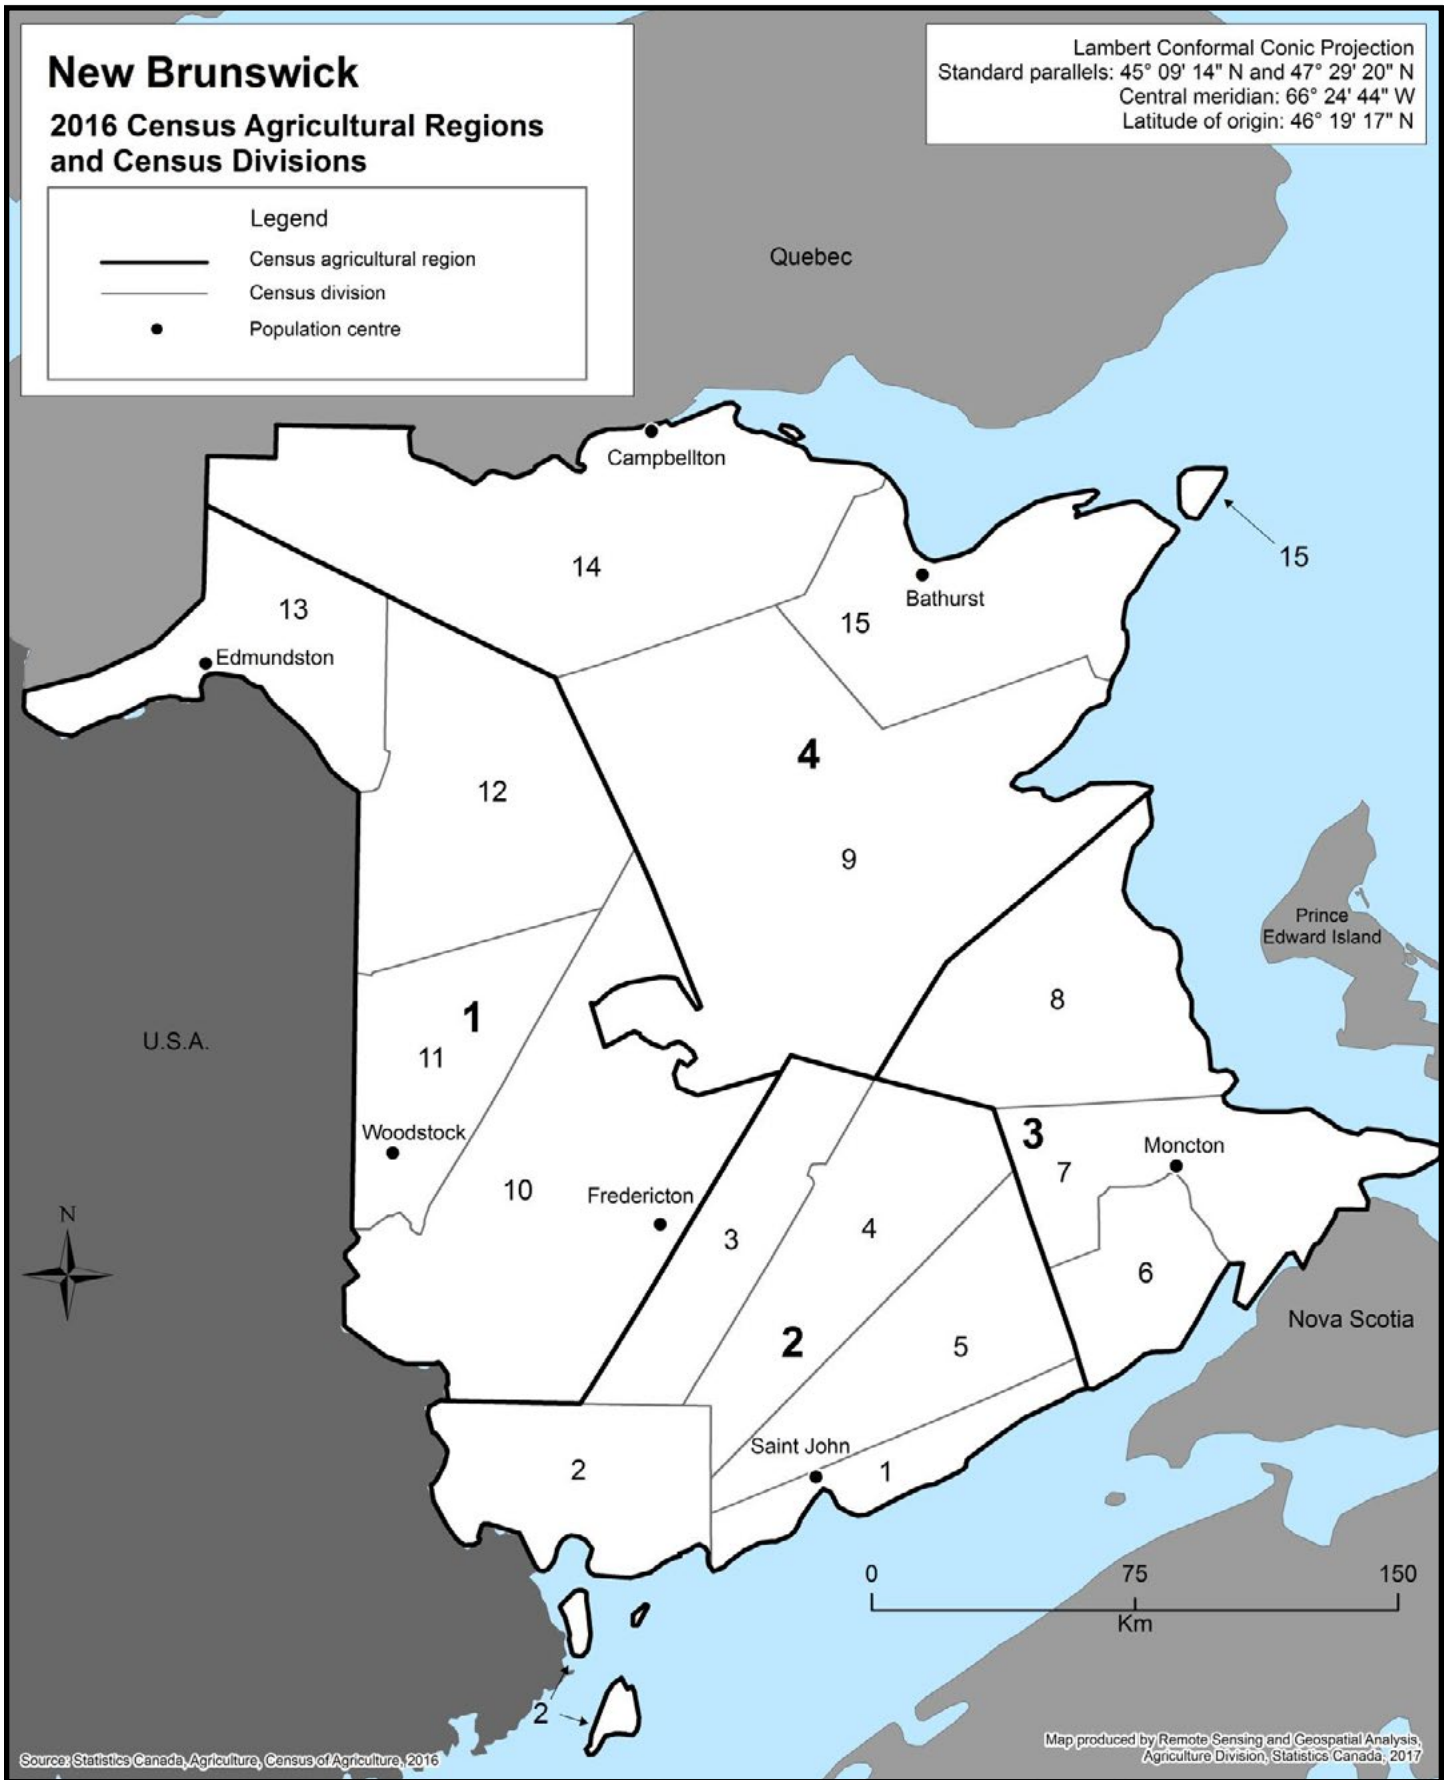 New Brunswick
2016 Census Agricultural Regions
and Census Divisions
Legend
Census agricultural region
Census division
Population centre
Lambert Conformal Conic Projection
Standard parallels: 45° 09' 14" N and 47° 29' 20" N
Central meridian: 66° 24' 44" W
Latitude of origin: 46° 19' 17" N
Quebec
Campbellton
15
14
Bathurst
13
15
Edmundston
4
12
9
Prince
Edward Island
8
1
U.S.A.
11
Woodstock
3
Moncton
7
10
Fredericton
N
3
4
6
Nova Scotia
2
5
Saint John
2
1
0
75
150
Km
2
Source: Statistics Canada, Agriculture, Census of Agriculture, 2016
Map produced by Remote Sensing and Geospatial Analysis,
Agriculture Division, Statistics Canada, 2017